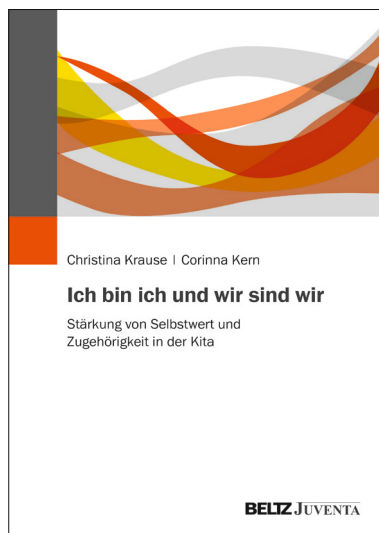 Christina Krause | Corinna Kern
Ich bin ich und wir sind wir
Stärkung von Selbstwert und
Zugehörigkeit in der Kita
BELTZ JUVENTA